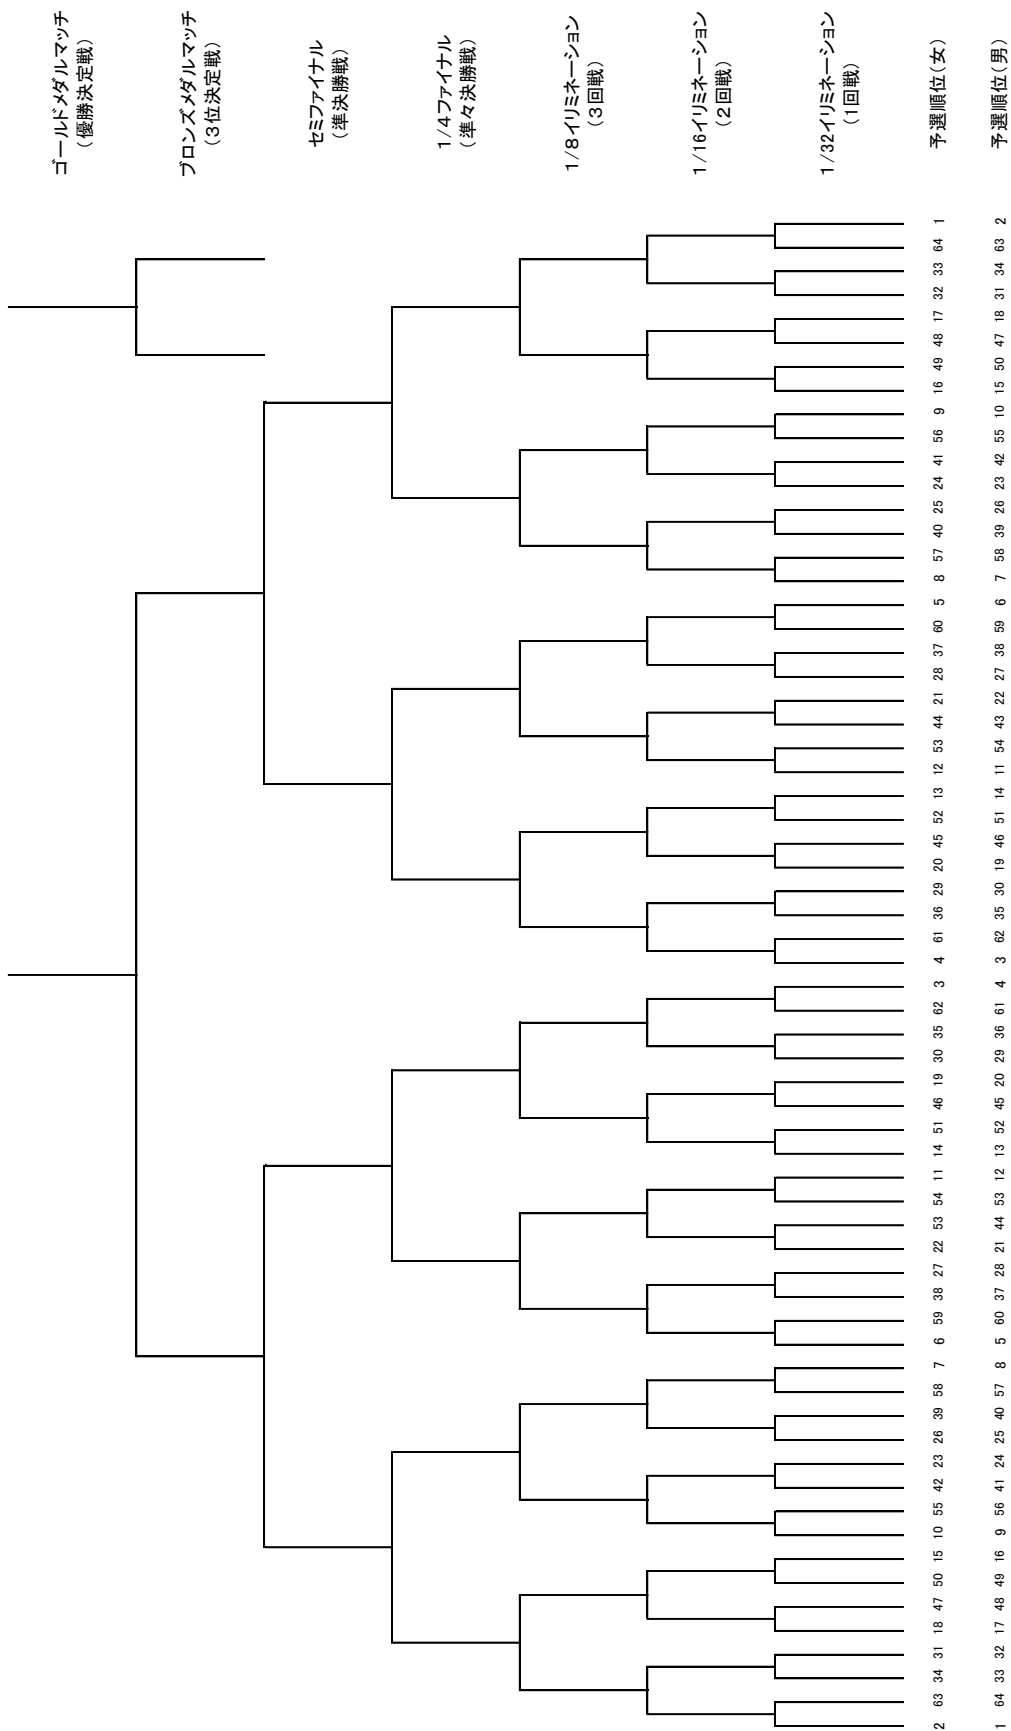 ゴールドメダルマッチ
(優勝決定戦)
ブロンズメダルマッチ
(3位決定戦)
セミファイナル
(準決勝戦)
1/4ファイナル
(準々決勝戦)
1/8イリミネーション
(3回戦)
1/16イリミネーション
(2回戦)
1/32イリミネーション
(1回戦)
2 63 34 31 18 47 50 15 10 55 42 23 26 39 58 7 6 59 38 27 22 53 54 11 14 51 46 19 30 35 62 3 4 61 36 29 20 45 52 13 12 53 44 21 28 37 60 5 8 57 40 25 24 41 56 9 16 49 48 17 32 33 64 1 予選順位(女)
1 64 33 32 17 48 49 16 9 56 41 24 25 40 57 8 5 60 37 28 21 44 53 12 13 52 45 20 29 36 61 4 3 62 35 30 19 46 51 14 11 54 43 22 27 38 59 6 7 58 39 26 23 42 55 10 15 50 47 18 31 34 63 2 予選順位(男)